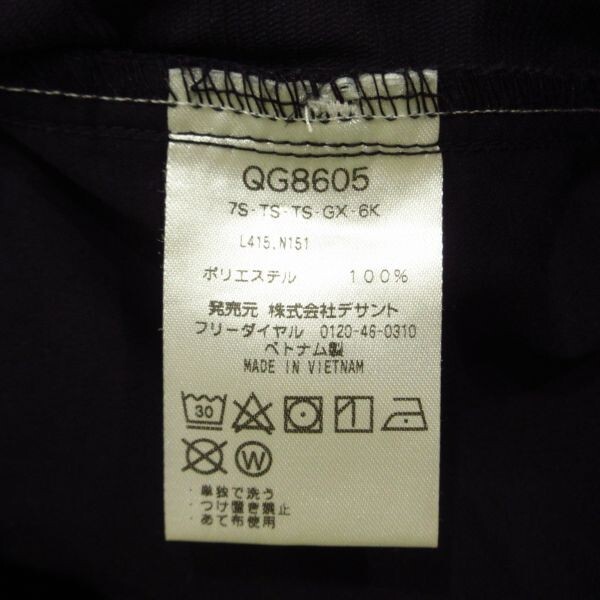 QG8605
7S-TS-TS-GX-6K
L415.N151
ポリエステル 100%
発売元 株式会社デサント
フリーダイヤル 0120-46-0310
ベトナム製
MADE IN VIETNAM
30
W
・単独で洗う
・つけ置き禁止
・あて布使用